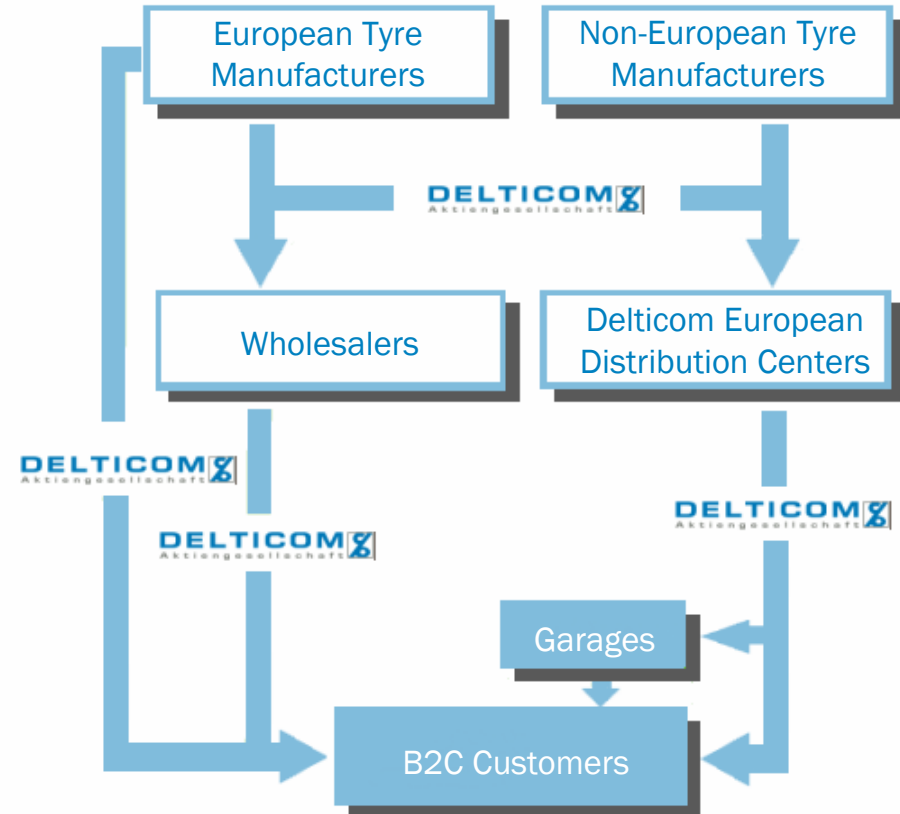 European Tyre
Manufacturers
Non-European Tyre
Manufacturers
DELTICOM
Aktiengesellschaft
Wholesalers
Delticom European
Distribution Centers
DELTICOM
Aktiengesellschaft
DELTICOM
Aktiengesellschaft
DELTICOM
Aktiengesellschaft
Garages
B2C Customers